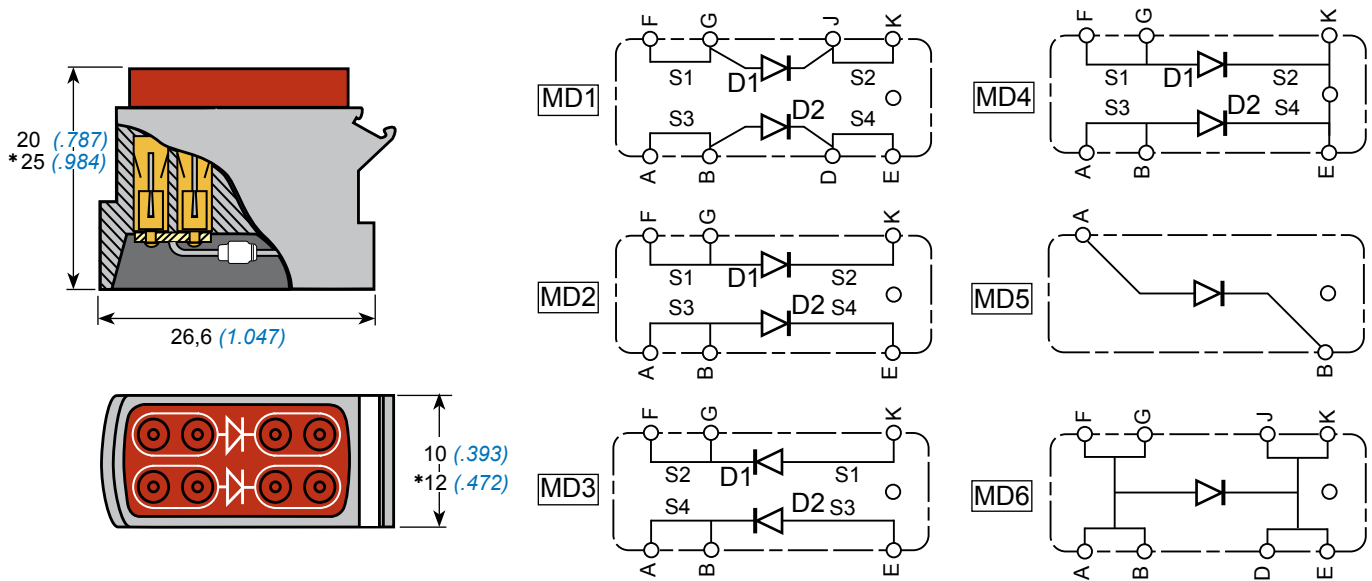 20 (.787)
*25 (.984)
26,6 (1.047)
10 (.393)
*12 (.472)
MD1
F G J K
S1 D1 S2
S3 D2 S4
A B D E
MD2
F G K
S1 D1 S2
S3 D2 S4
A B E
MD3
F G K
S2 D1 S1
S4 D2 S3
A B E
MD4
F G K
S1 D1 S2
S3 D2 S4
A B E
MD5
A
B
MD6
F G J K
A B D E